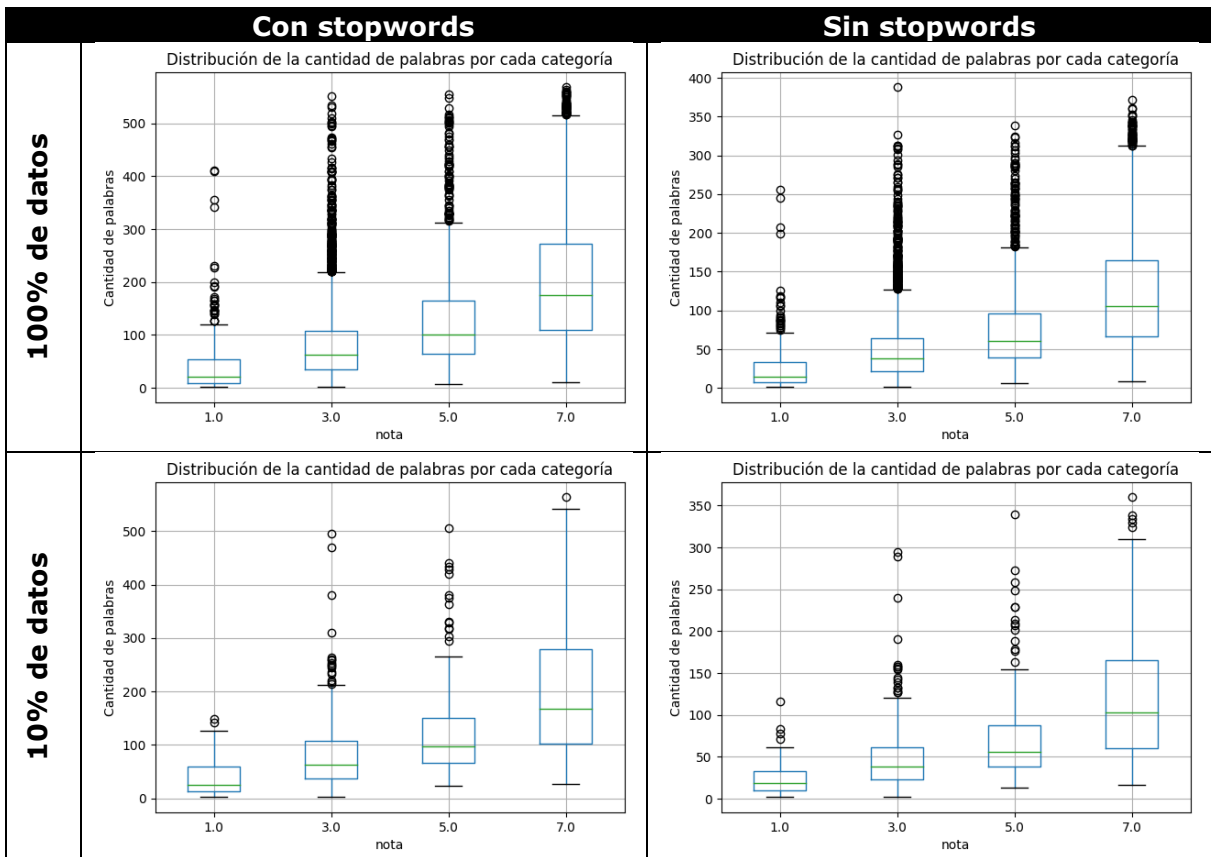 Con stopwords
Sin stopwords
100% de datos
Distribución de la cantidad de palabras por cada categoría
Cantidad de palabras
500
400
300
200
100
0
1.0 3.0 5.0 7.0
nota
Distribución de la cantidad de palabras por cada categoría
Cantidad de palabras
400
350
300
250
200
150
100
50
0
1.0 3.0 5.0 7.0
nota
10% de datos
Distribución de la cantidad de palabras por cada categoría
Cantidad de palabras
500
400
300
200
100
0
1.0 3.0 5.0 7.0
nota
Distribución de la cantidad de palabras por cada categoría
Cantidad de palabras
350
300
250
200
150
100
50
0
1.0 3.0 5.0 7.0
nota